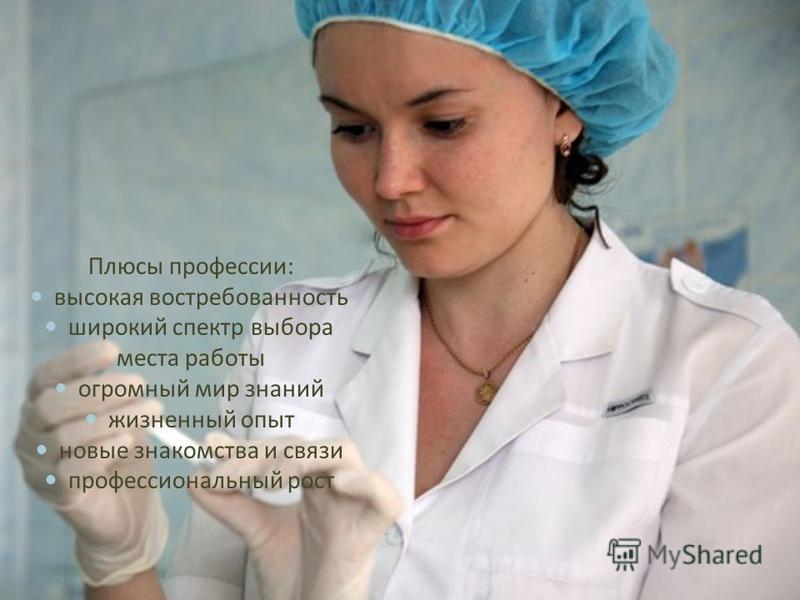 Плюсы профессии:
• высокая востребованность
• широкий спектр выбора
места работы
• огромный мир знаний
• жизненный опыт
• новые знакомства и связи
• профессиональный рост
MyShared